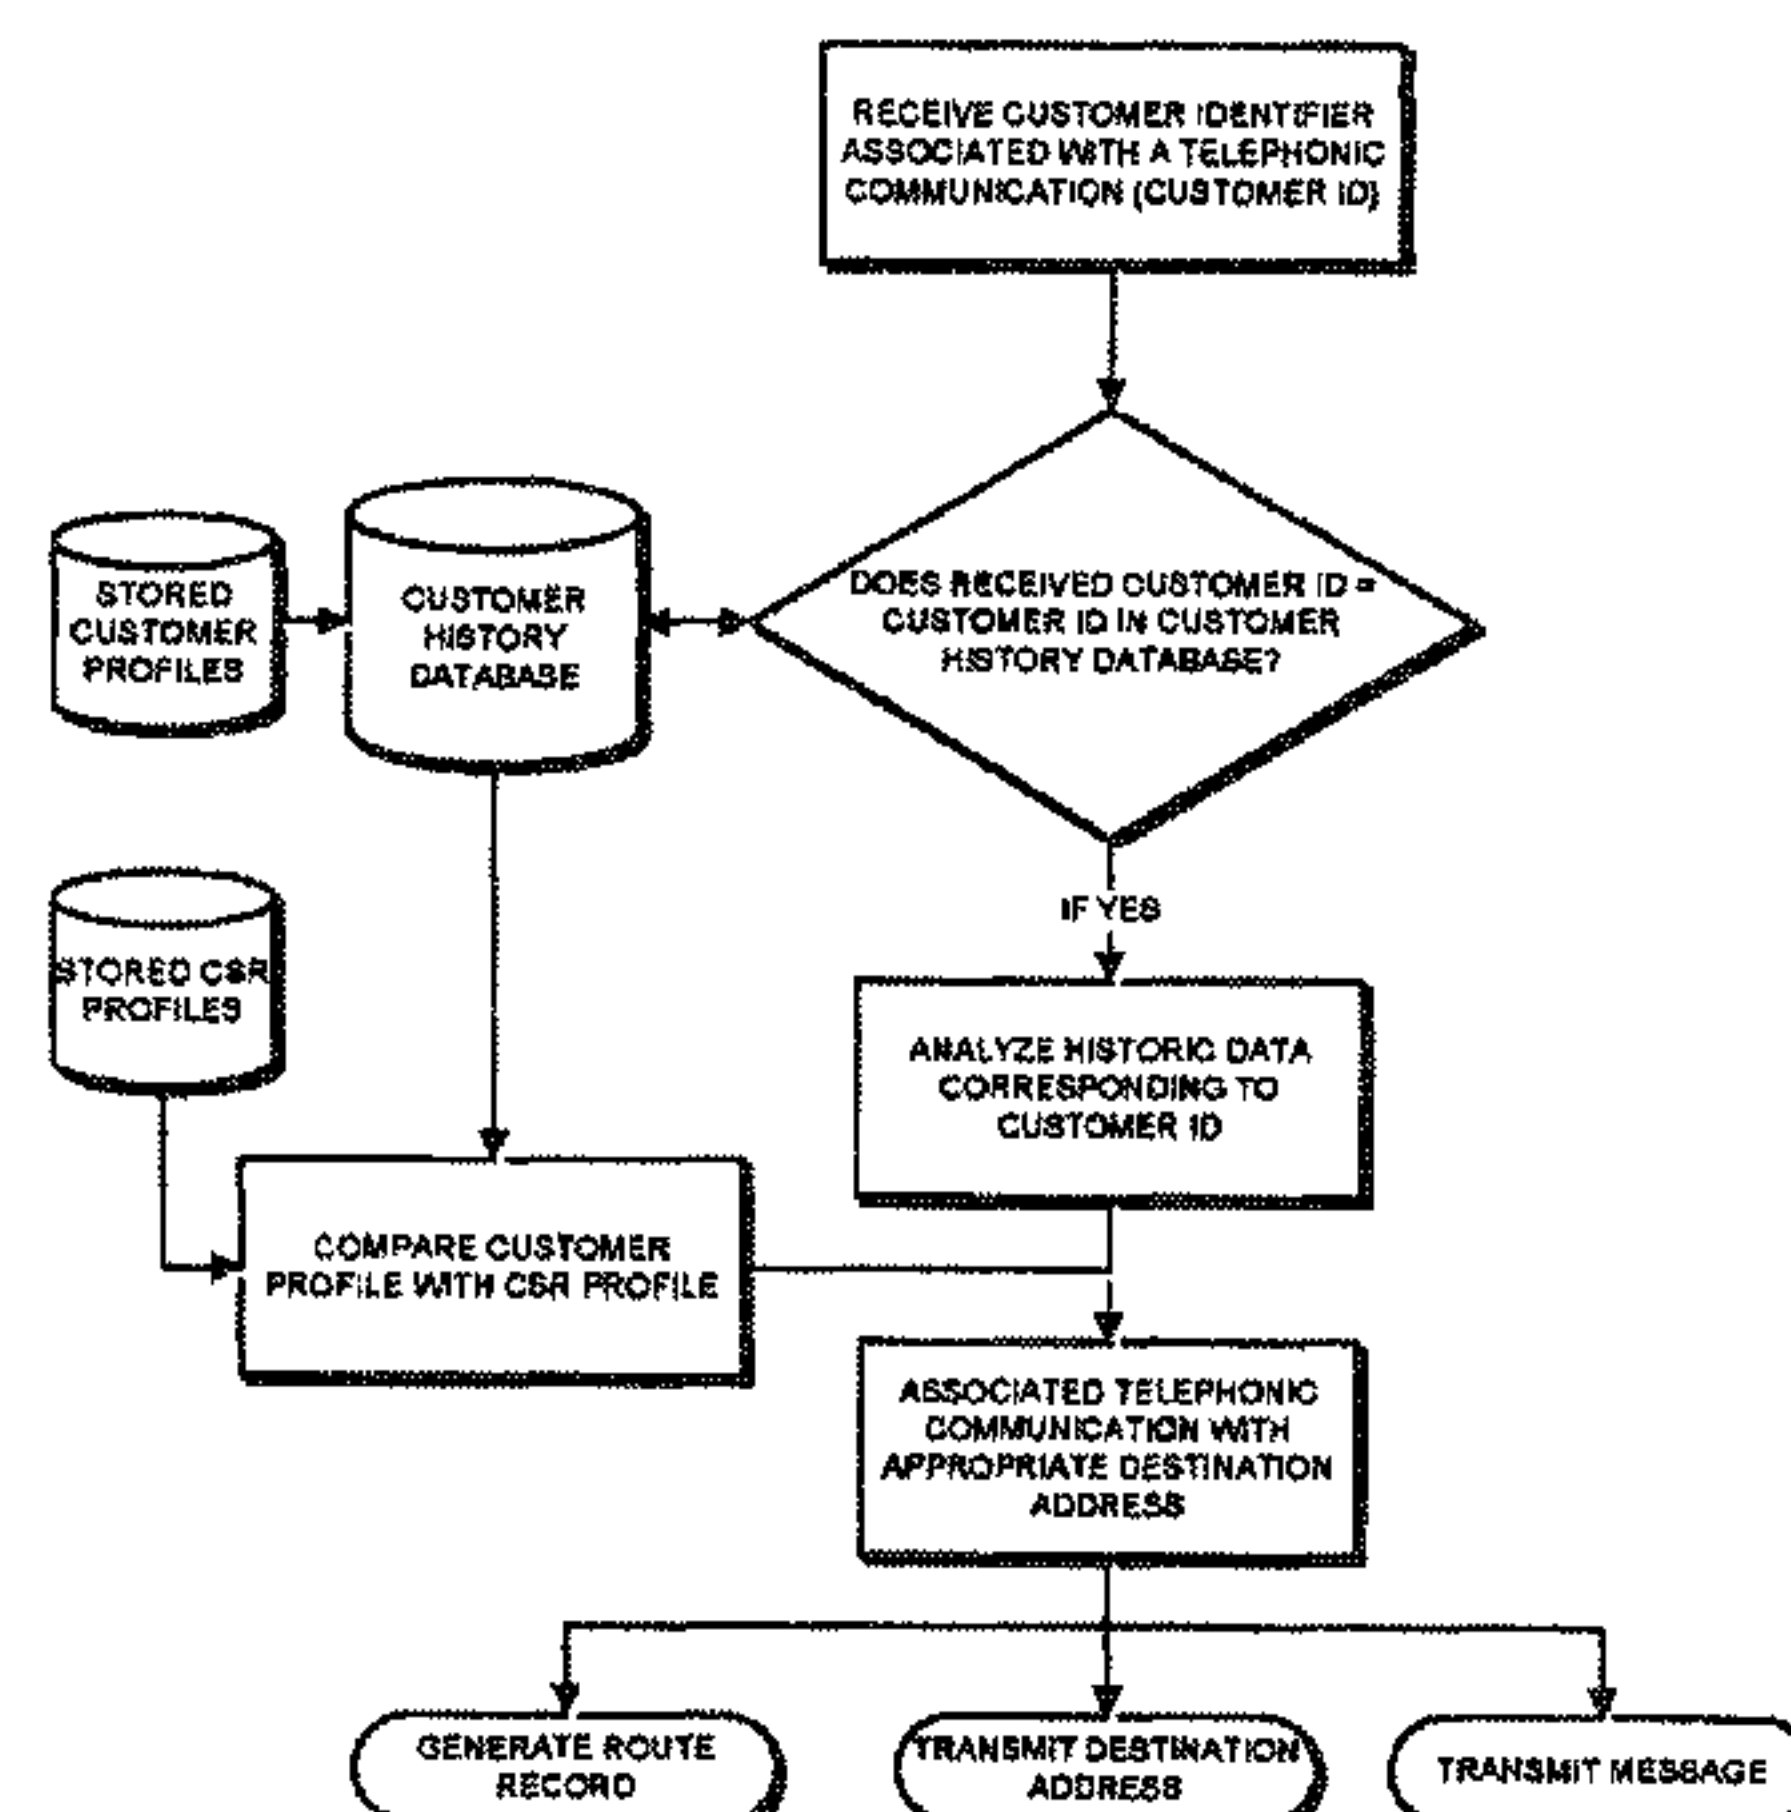 RECEIVE CUSTOMER IDENTIFIER
ASSOCIATED WITH A TELEPHONIC
COMMUNICATION (CUSTOMER ID)
DOES RECEIVED CUSTOMER ID =
CUSTOMER ID IN CUSTOMER
HISTORY DATABASE?
STORED
CUSTOMER
PROFILES
CUSTOMER
HISTORY
DATABASE
IF YES
STORED CSR
PROFILES
ANALYZE HISTORIC DATA
CORRESPONDING TO
CUSTOMER ID
COMPARE CUSTOMER
PROFILE WITH CSR PROFILE
ASSOCIATED TELEPHONIC
COMMUNICATION WITH
APPROPRIATE DESTINATION
ADDRESS
GENERATE ROUTE
RECORD
TRANSMIT DESTINATION
ADDRESS
TRANSMIT MESSAGE